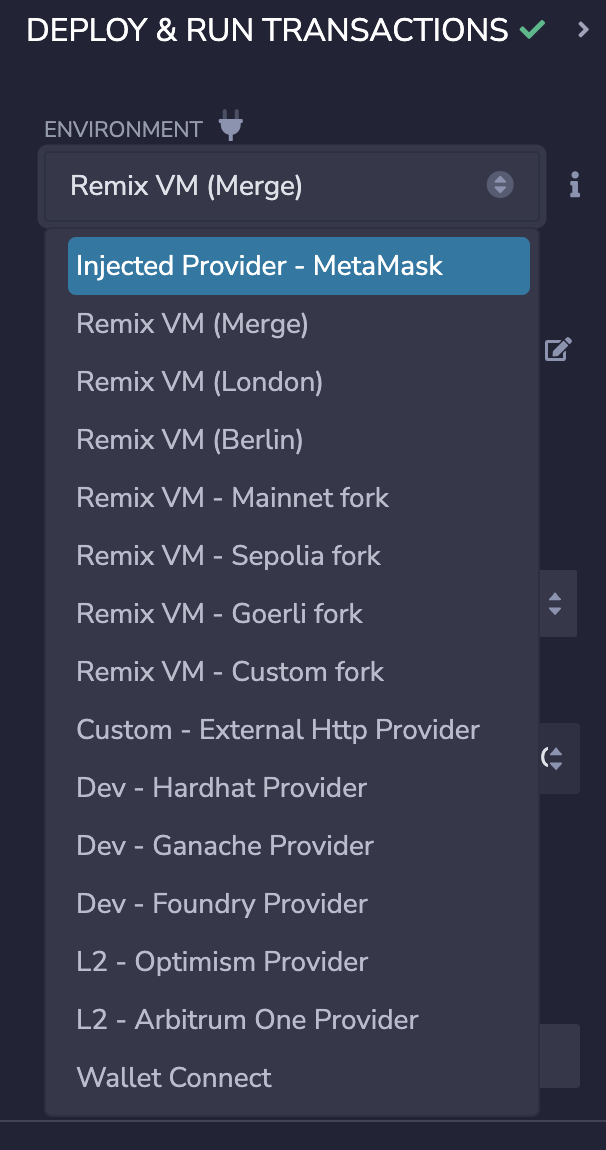 DEPLOY & RUN TRANSACTIONS
ENVIRONMENT
Remix VM (Merge)
Injected Provider - MetaMask
Remix VM (Merge)
Remix VM (London)
Remix VM (Berlin)
Remix VM - Mainnet fork
Remix VM - Sepolia fork
Remix VM - Goerli fork
Remix VM - Custom fork
Custom - External Http Provider
Dev - Hardhat Provider
Dev - Ganache Provider
Dev - Foundry Provider
L2 - Optimism Provider
L2 - Arbitrum One Provider
Wallet Connect